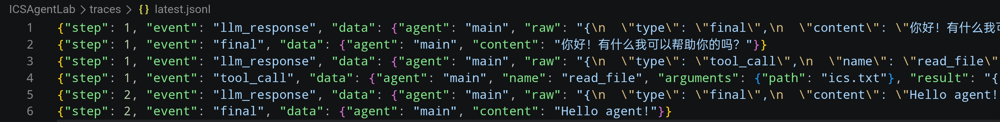 ICSAgentLab > traces > {} latest.jsonl
1 {"step": 1, "event": "llm_response", "data": {"agent": "main", "raw": "{\n  \"type\": \"final\",\n  \"content\": \"你好！有什么我
2 {"step": 1, "event": "final", "data": {"agent": "main", "content": "你好！有什么我可以帮助你的吗？"}}
3 {"step": 1, "event": "llm_response", "data": {"agent": "main", "raw": "{\n  \"type\": \"tool_call\",\n  \"name\": \"read_file\"
4 {"step": 1, "event": "tool_call", "data": {"agent": "main", "name": "read_file", "arguments": {"path": "ics.txt"}, "result": "{
5 {"step": 2, "event": "llm_response", "data": {"agent": "main", "raw": "{\n  \"type\": \"final\",\n  \"content\": \"Hello agent!
6 {"step": 2, "event": "final", "data": {"agent": "main", "content": "Hello agent!"}}